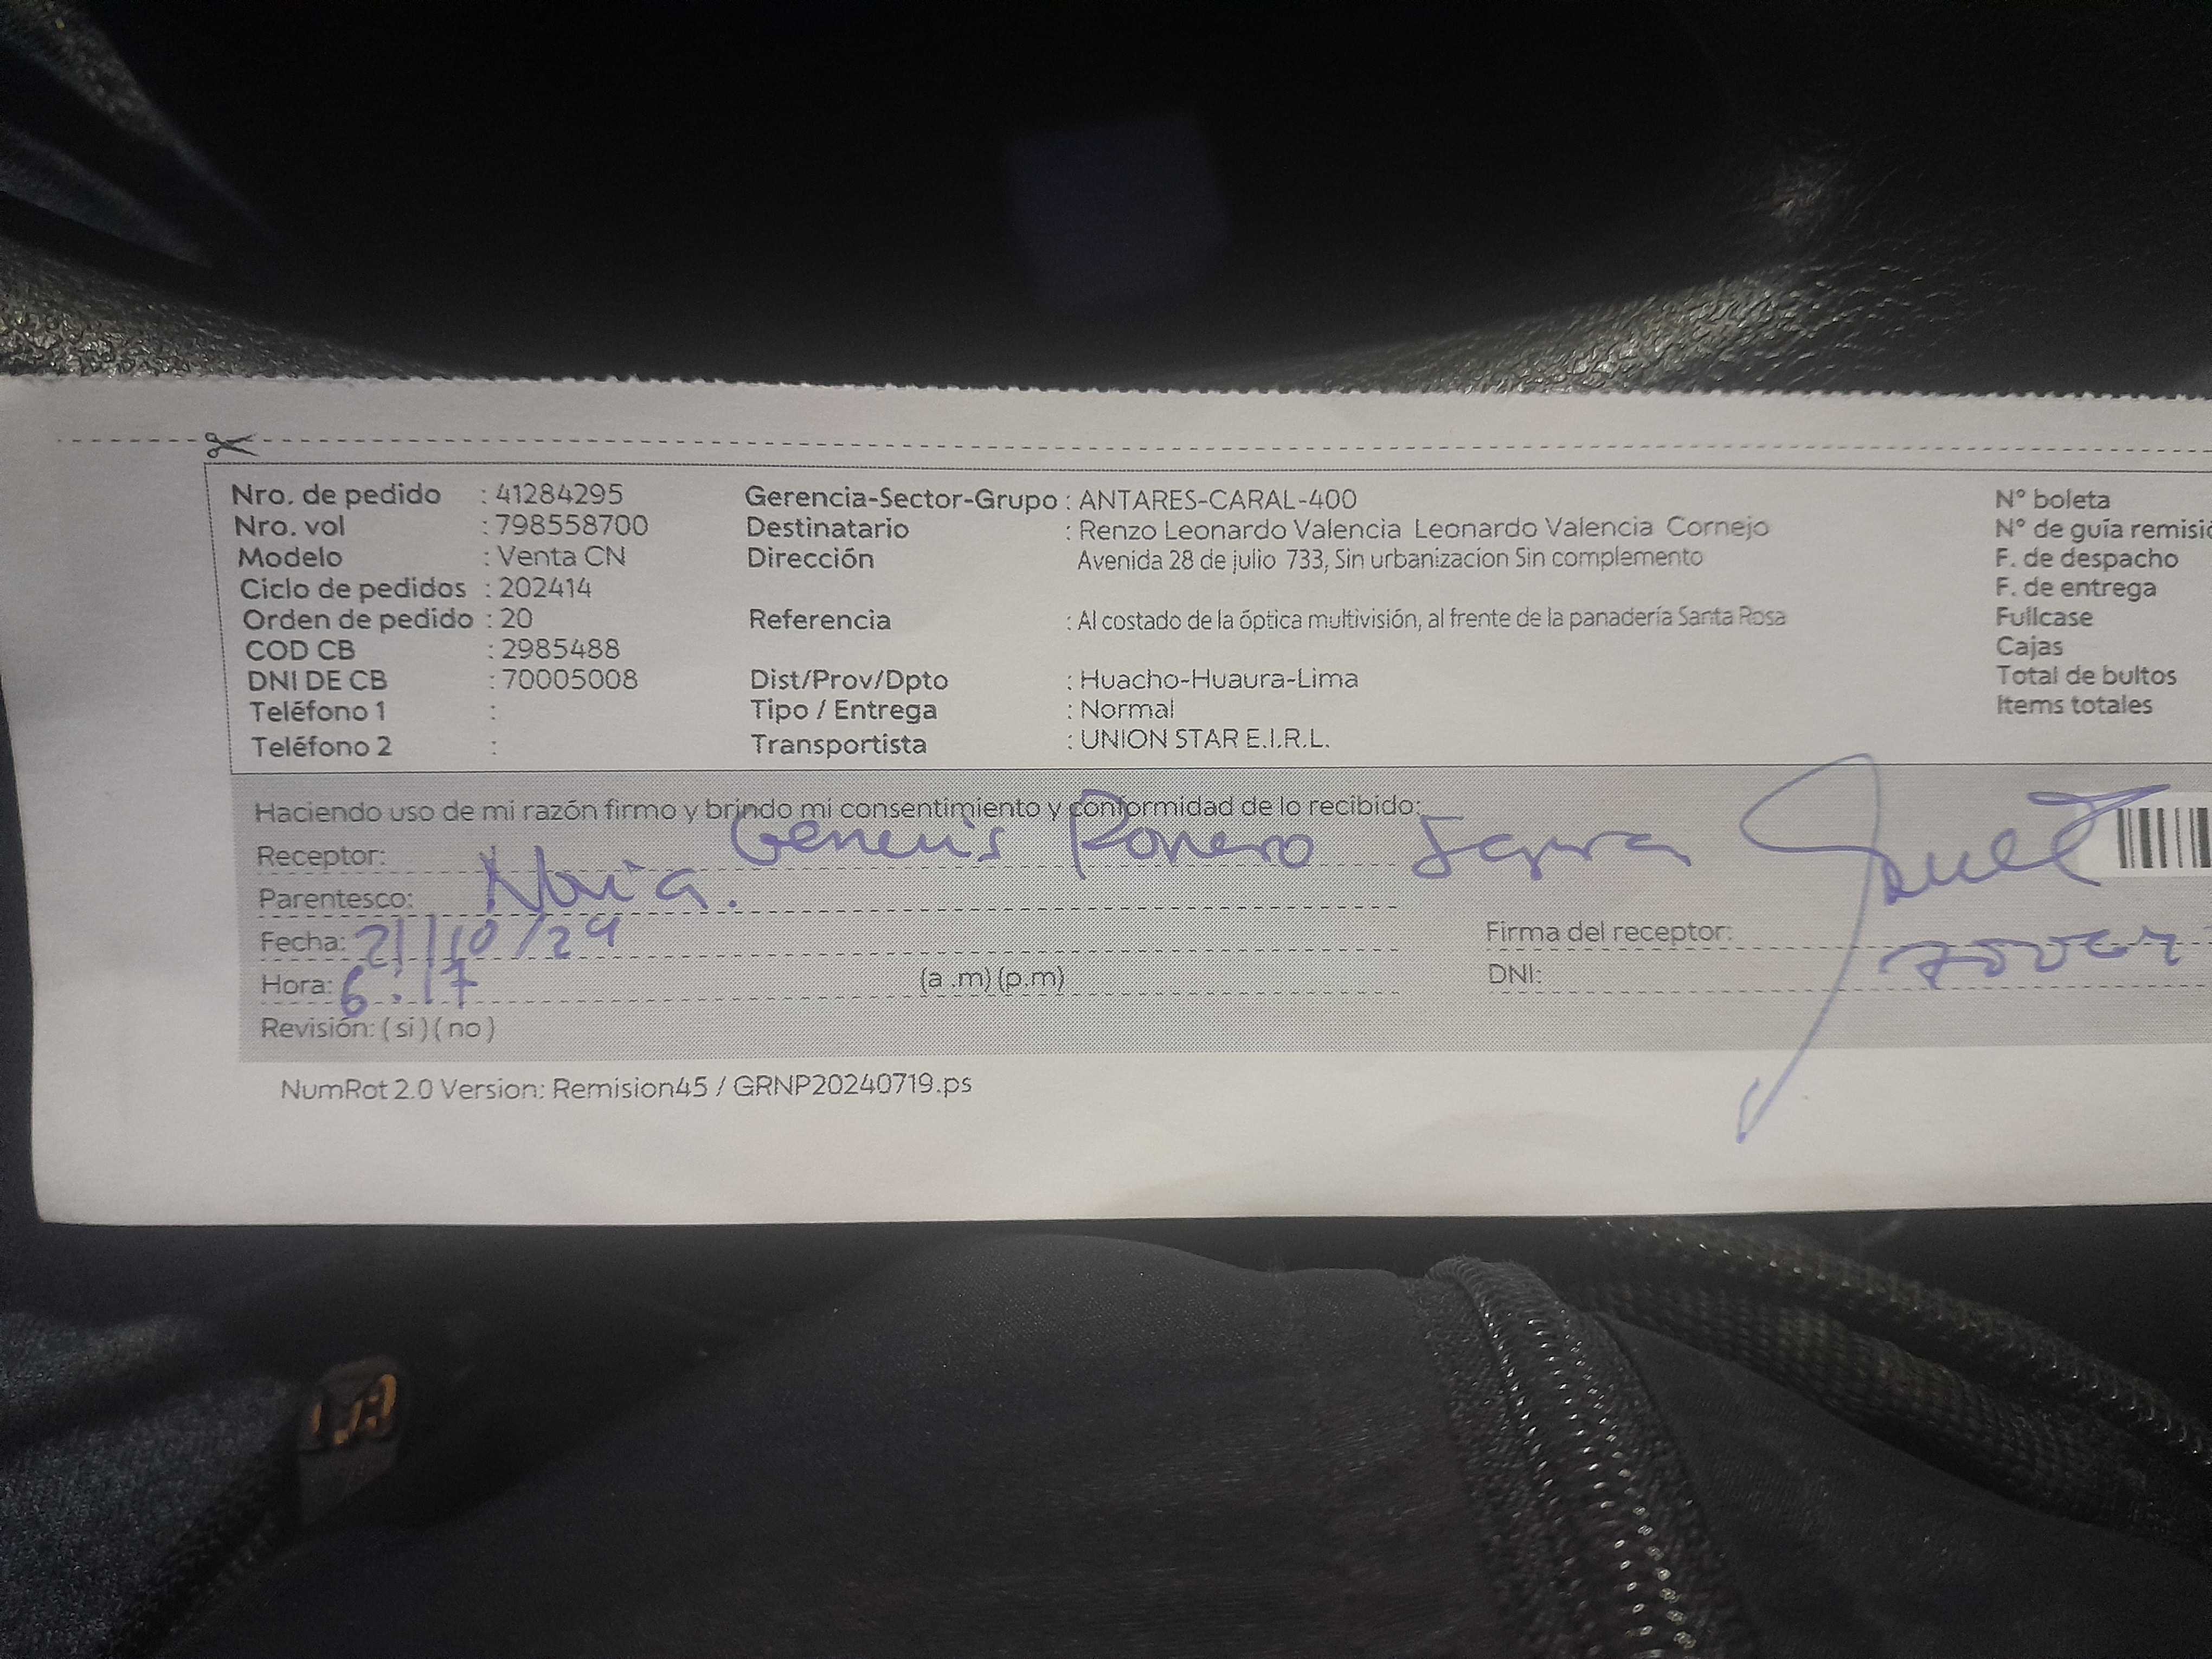 Nro. de pedido : 41284295 Gerencia-Sector-Grupo : ANTARES-CARAL-400 N° boleta
Nro. vol : 798558700 Destinatario : Renzo Leonardo Valencia Leonardo Valencia Cornejo N° de guía remisió
Modelo : Venta CN Dirección Avenida 28 de julio 733, Sin urbanizacion Sin complemento F. de despacho
Ciclo de pedidos : 202414 F. de entrega
Orden de pedido : 20 Referencia : Al costado de la óptica multivisión, al frente de la panadería Santa Rosa Fullcase
COD CB : 2985488 Cajas
DNI DE CB : 70005008 Dist/Prov/Dpto : Huacho-Huaura-Lima Total de bultos
Teléfono 1 : Tipo / Entrega : Normal Items totales
Teléfono 2 : Transportista : UNION STAR E.I.R.L.
Haciendo uso de mi razón firmo y brindo mi consentimiento y conformidad de lo recibido:
Receptor: Genesis Romero
Parentesco:
Fecha: 21/10/24 Firma del receptor:
Hora: 6:17 (a .m) (p.m) DNI:
Revisión: ( si ) ( no )
NumRot 2.0 Version: Remision45 / GRNP20240719.ps